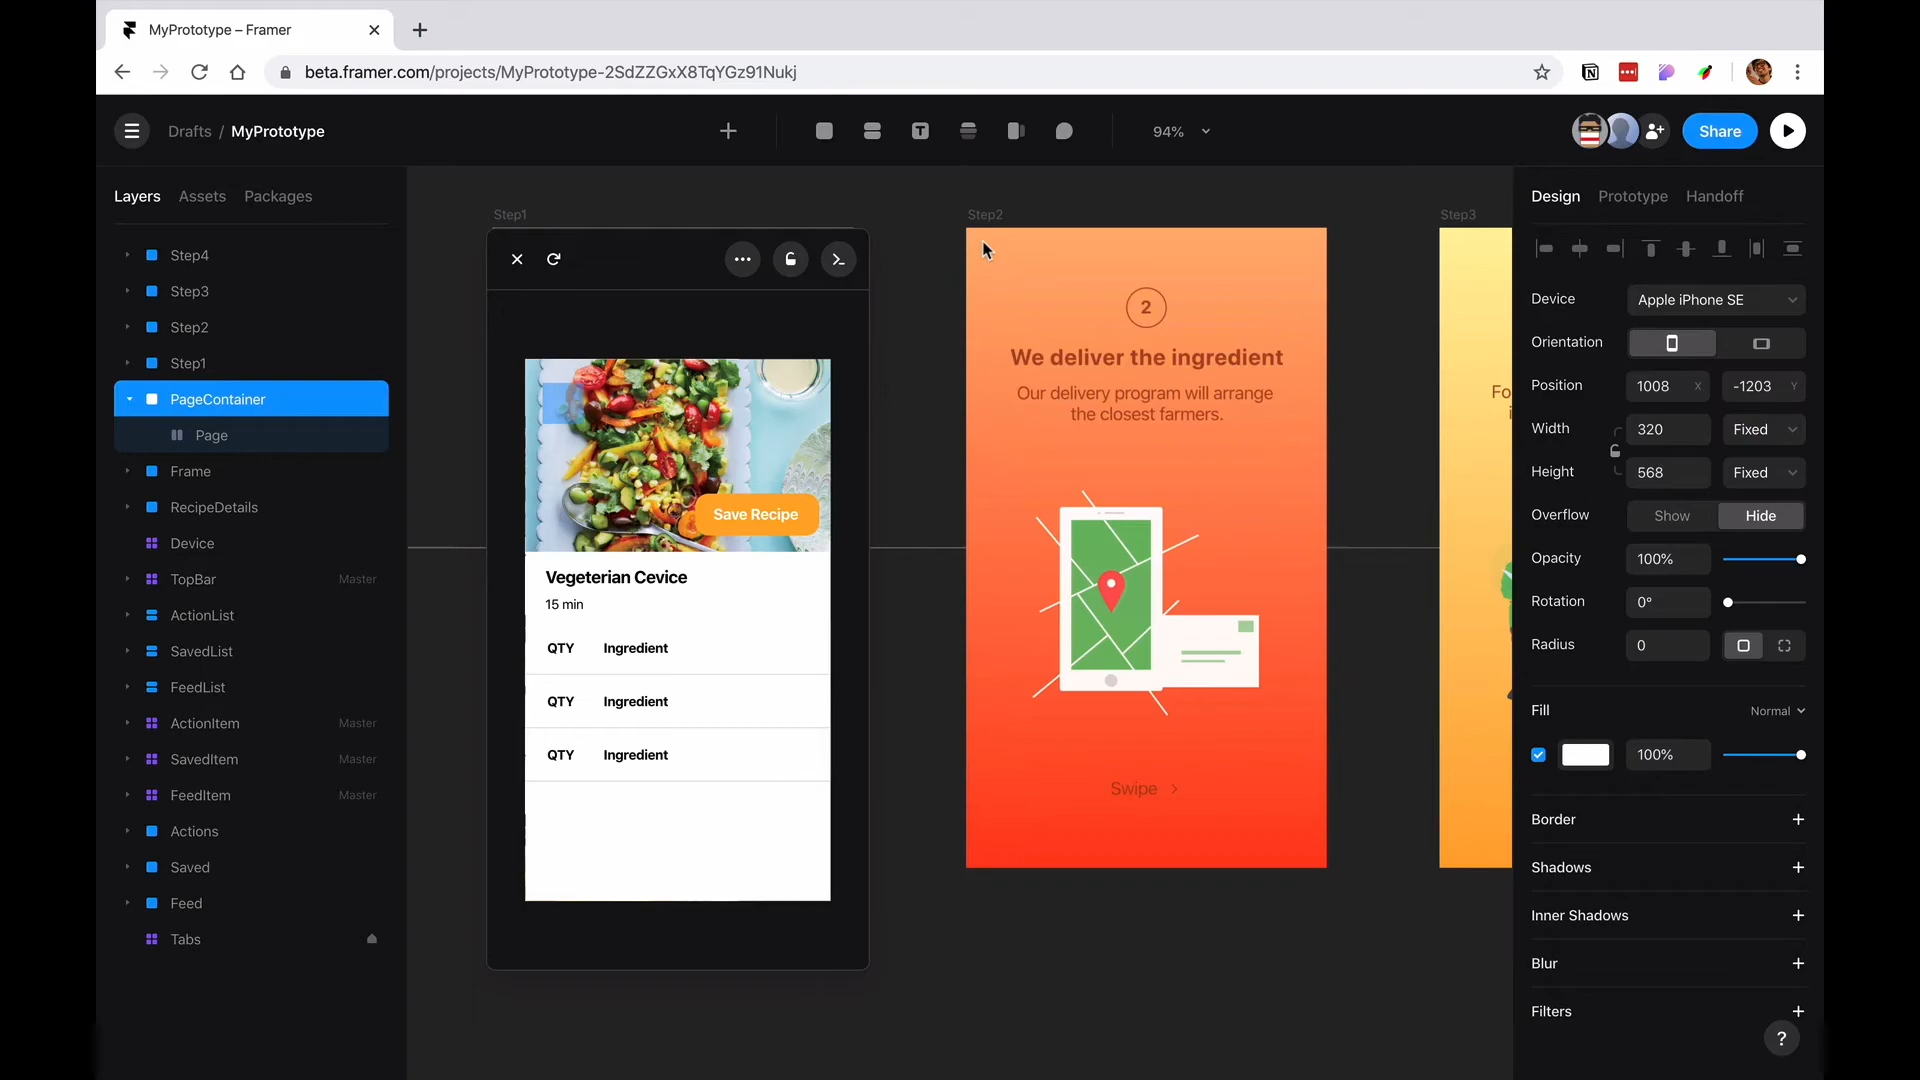 MyPrototype – Framer
beta.framer.com/projects/MyPrototype-2SdZZGxX8TqYGz91Nukj
Drafts / MyPrototype
94%
Share
Layers Assets Packages
Step4
Step3
Step2
Step1
PageContainer
Page
Frame
RecipeDetails
Device
TopBar Master
ActionList
SavedList
FeedList
ActionItem Master
SavedItem Master
FeedItem Master
Actions
Saved
Feed
Tabs
Step1
Save Recipe
Vegeterian Cevice
15 min
QTY Ingredient
QTY Ingredient
QTY Ingredient
Step2
2
We deliver the ingredient
Our delivery program will arrange
the closest farmers.
Swipe >
Step3
Fo
Design Prototype Handoff
Device Apple iPhone SE
Orientation
Position 1008 X -1203 Y
Width 320 Fixed
Height 568 Fixed
Overflow Show Hide
Opacity 100%
Rotation 0°
Radius 0
Fill Normal
100%
Border
Shadows
Inner Shadows
Blur
Filters
?